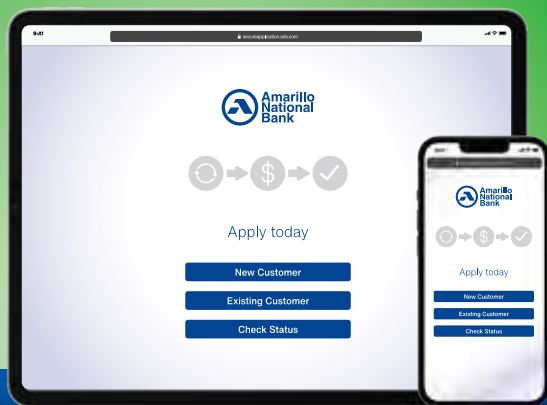 9:41
secureapplication.anb.com
Amarillo
National
Bank
$
Apply today
New Customer
Existing Customer
Check Status
Amarillo
National
Bank
$
Apply today
New Customer
Existing Customer
Check Status